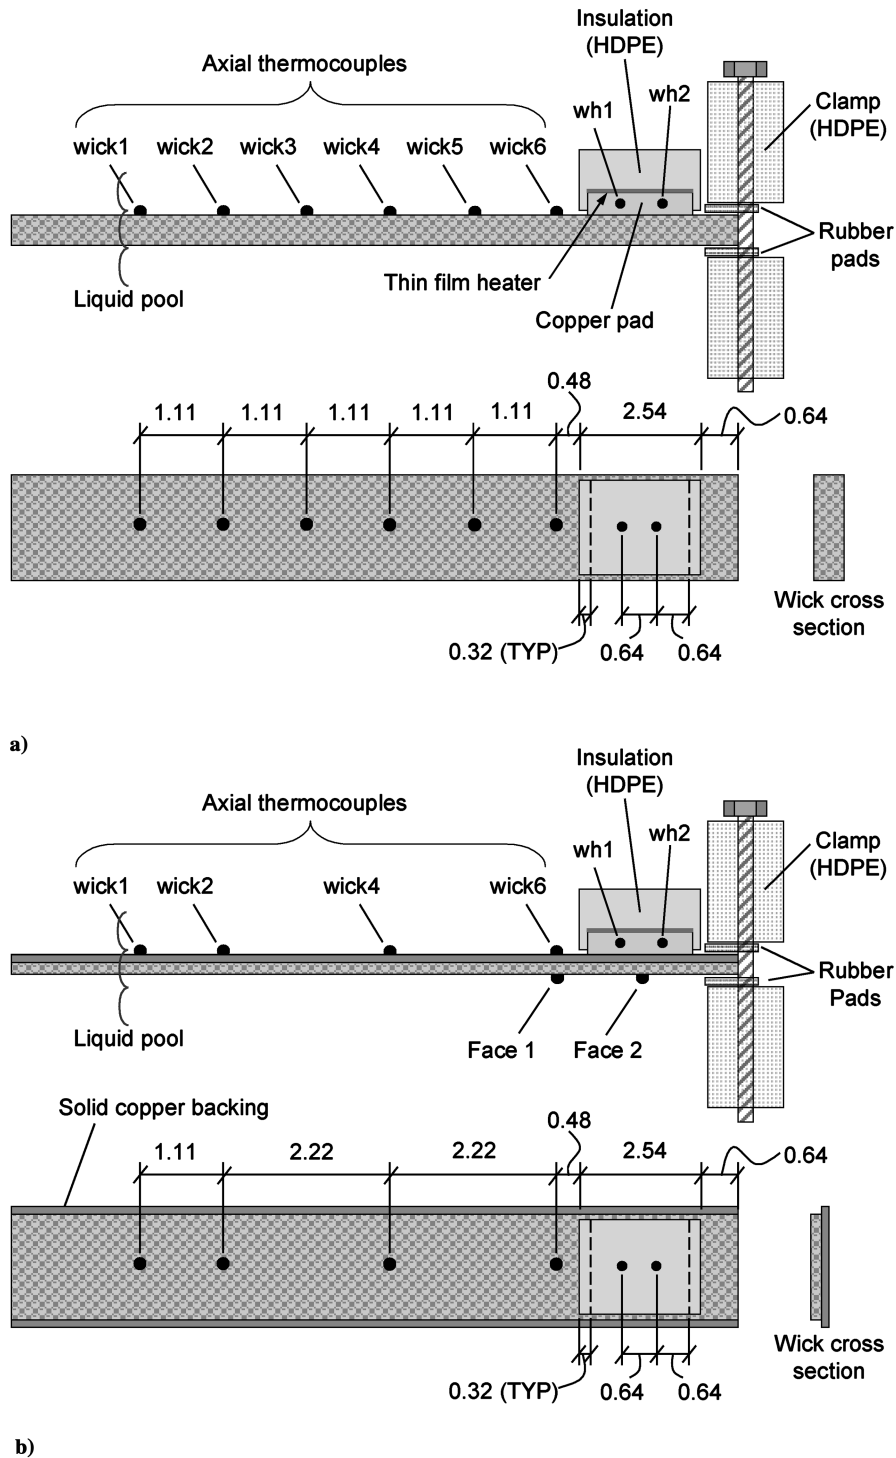 Insulation
(HDPE)
Axial thermocouples
wh1
wh2
Clamp
(HDPE)
wick1
wick2
wick3
wick4
wick5
wick6
Rubber
pads
Thin film heater
Liquid pool
Copper pad
0.48
1.11
1.11
1.11
1.11
1.11
2.54
0.64
Wick cross
section
0.32 (TYP)
0.64
0.64
a)
Insulation
(HDPE)
Axial thermocouples
wh1
wh2
Clamp
(HDPE)
wick1
wick2
wick4
wick6
Rubber
Pads
Liquid pool
Face 1
Face 2
Solid copper backing
0.48
1.11
2.22
2.22
2.54
0.64
Wick cross
section
0.32 (TYP)
0.64
0.64
b)